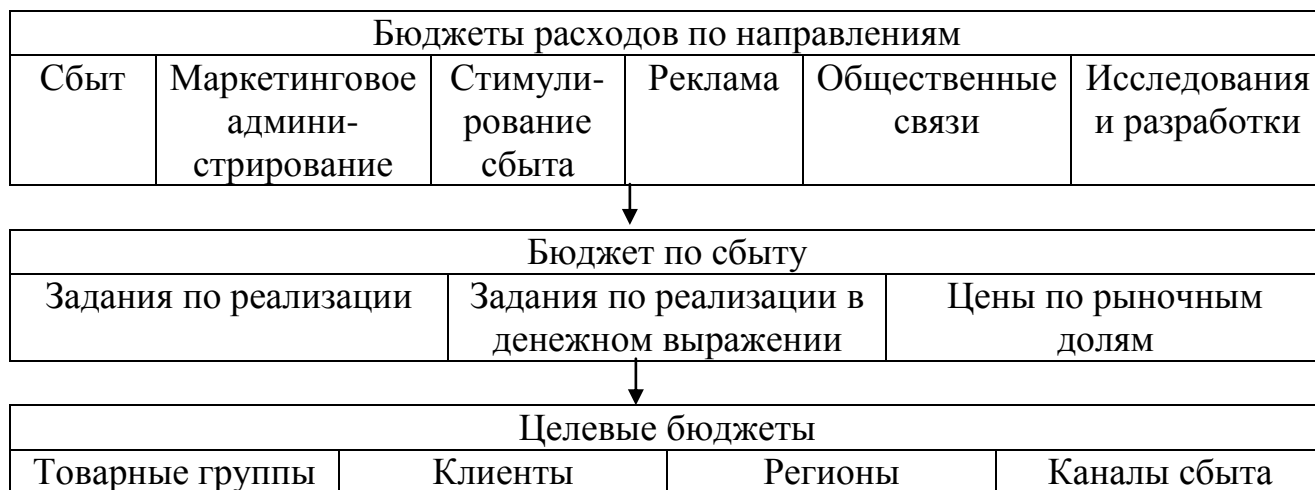 Бюджеты расходов по направлениям
Сбыт Маркетинговое Стимули- Реклама Общественные Исследования
админи- рование связи и разработки
стрирование сбыта
Бюджет по сбыту
Задания по реализации Задания по реализации в Цены по рыночным
денежном выражении долям
Целевые бюджеты
Товарные группы Клиенты Регионы Каналы сбыта